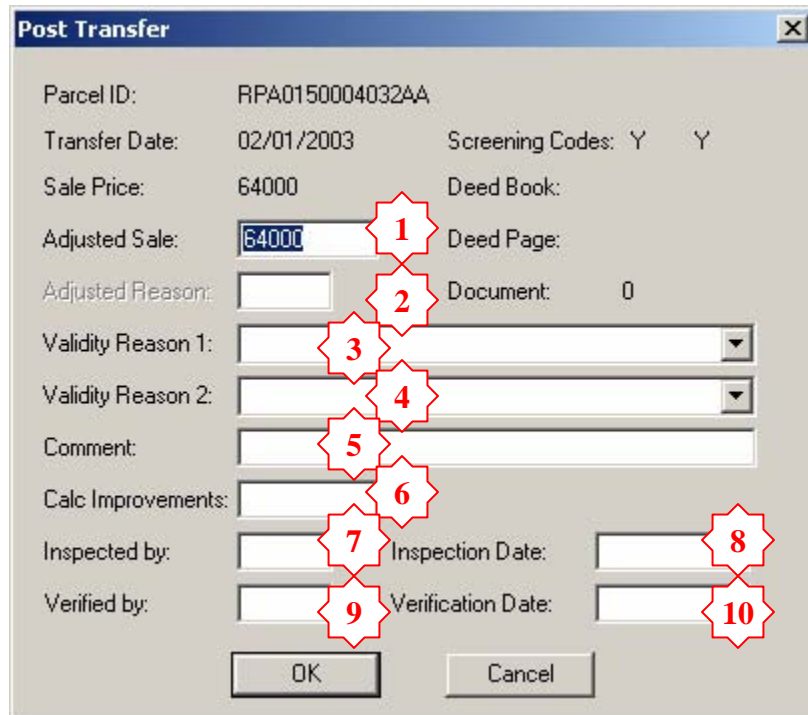 Post Transfer
Parcel ID: RPA0150004032AA
Transfer Date: 02/01/2003 Screening Codes: Y Y
Sale Price: 64000 Deed Book:
Adjusted Sale: 64000 1 Deed Page:
Adjusted Reason: 2 Document: 0
Validity Reason 1: 3
Validity Reason 2: 4
Comment: 5
Calc Improvements: 6
Inspected by: 7 Inspection Date: 8
Verified by: 9 Verification Date: 10
OK Cancel